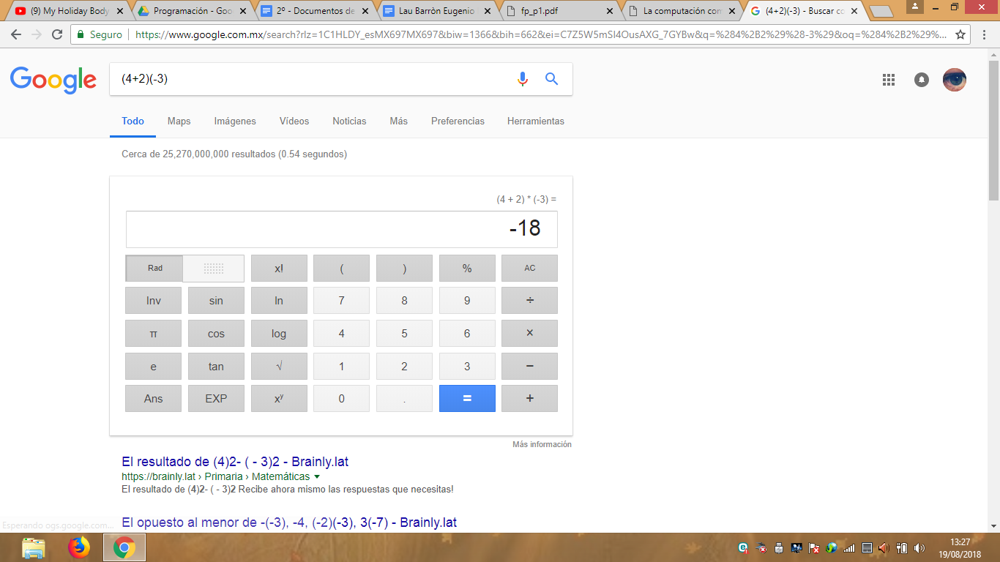 (9) My Holiday Body
Programación - Goo
2º - Documentos de
Lau Barròn Eugenio
fp_p1.pdf
La computación com
(4+2)(-3) - Buscar co
Seguro
https://www.google.com.mx/search?rlz=1C1HLDY_esMX697MX697&biw=1366&bih=662&ei=C7Z5W5mSI4OusAXG_7GYBw&q=%284%2B2%29%28-3%29&oq=%284%2B2%29%...
Google
(4+2)(-3)
Todo Maps Imágenes Vídeos Noticias Más Preferencias Herramientas
Cerca de 25,270,000,000 resultados (0.54 segundos)
(4 + 2) * (-3) =
-18
Rad x! ( ) % AC
Inv sin ln 7 8 9 ÷
π cos log 4 5 6 ×
e tan √ 1 2 3 −
Ans EXP xʸ 0 . = +
Más información
El resultado de (4)2- ( - 3)2 - Brainly.lat
https://brainly.lat › Primaria › Matemáticas
El resultado de (4)2- ( - 3)2 Recibe ahora mismo las respuestas que necesitas!
El opuesto al menor de -(-3), -4, (-2)(-3), 3(-7) - Brainly.lat
Esperando ogs.google.com...
13:27
19/08/2018